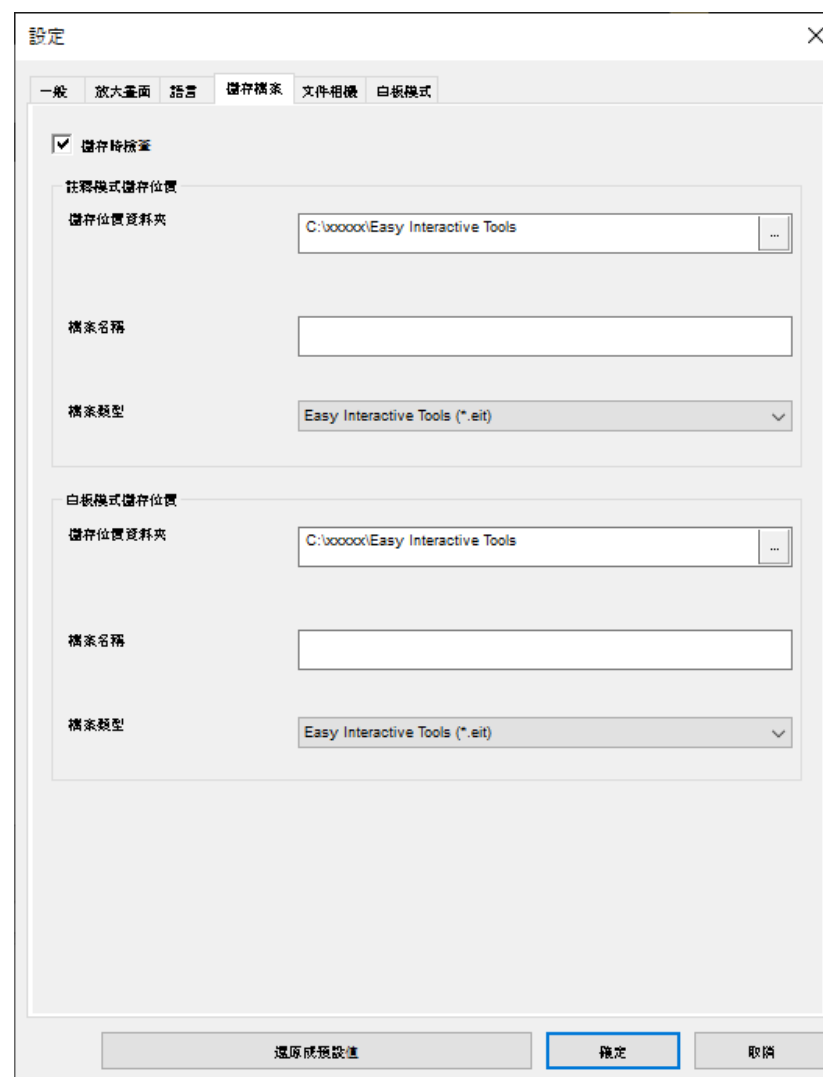 設定
一般 放大畫面 語言 儲存檔案 文件相機 白板模式
儲存時檢查
註釋模式儲存位置
儲存位置資料夾
C:\xxxxx\Easy Interactive Tools
...
檔案名稱
檔案類型
Easy Interactive Tools (*.eit)
白板模式儲存位置
儲存位置資料夾
C:\xxxxx\Easy Interactive Tools
...
檔案名稱
檔案類型
Easy Interactive Tools (*.eit)
還原成預設值 確定 取消